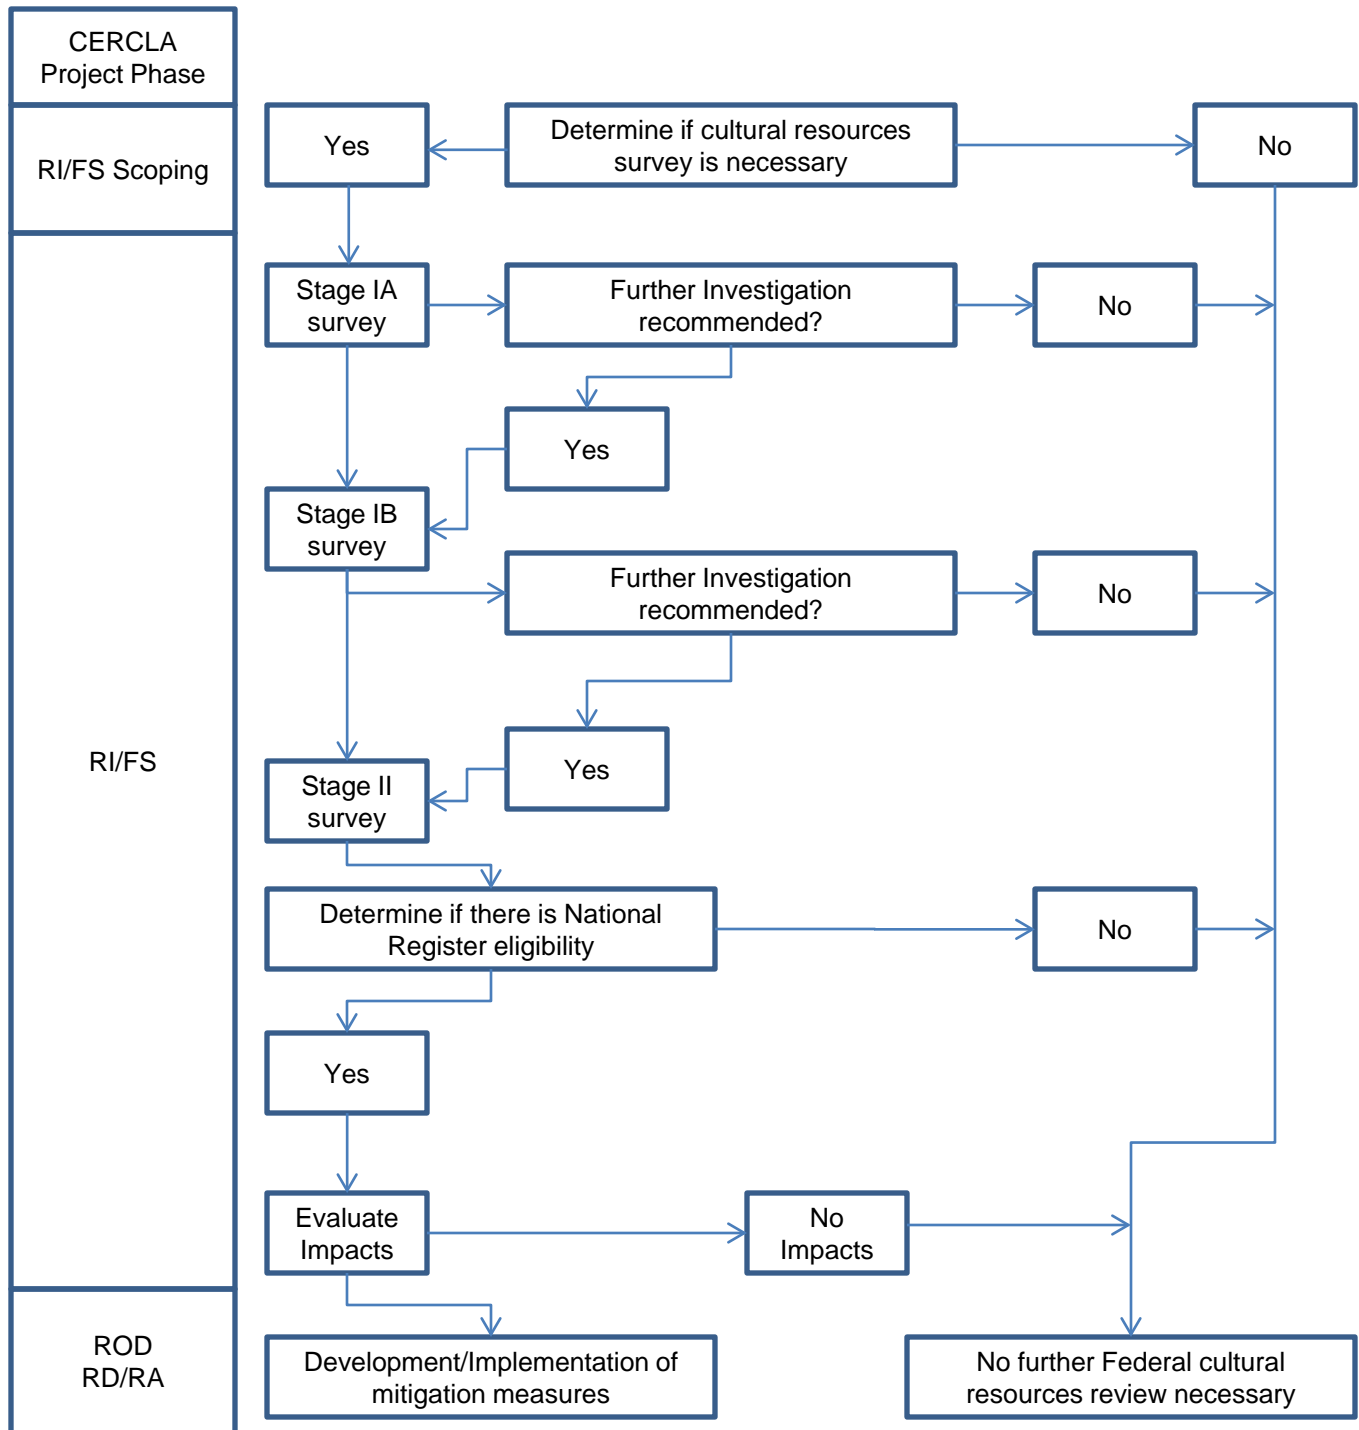 CERCLA
Project Phase
RI/FS Scoping
Yes
Determine if cultural resources
survey is necessary
No
RI/FS
Stage IA
survey
Further Investigation
recommended?
No
Yes
Stage IB
survey
Further Investigation
recommended?
No
Yes
Stage II
survey
Determine if there is National
Register eligibility
No
Yes
Evaluate
Impacts
No
Impacts
ROD
RD/RA
Development/Implementation of
mitigation measures
No further Federal cultural
resources review necessary